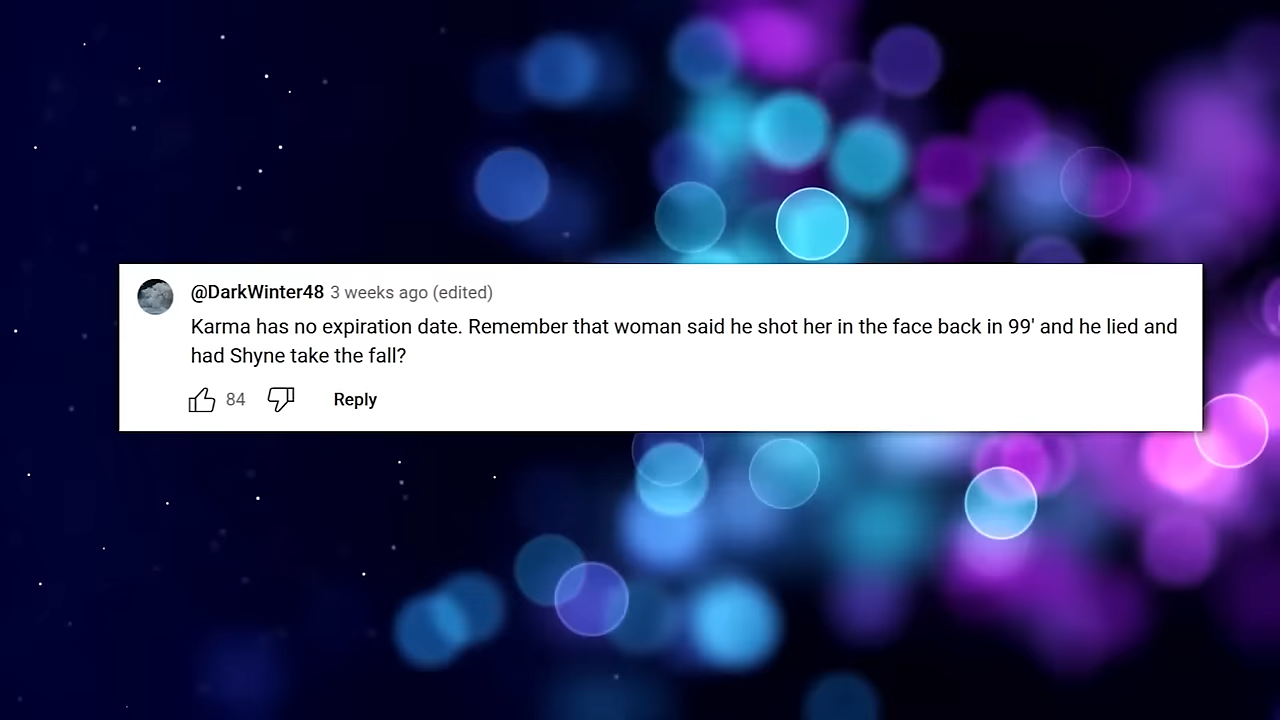 @DarkWinter48 3 weeks ago (edited)
Karma has no expiration date. Remember that woman said he shot her in the face back in 99' and he lied and
had Shyne take the fall?
84 Reply